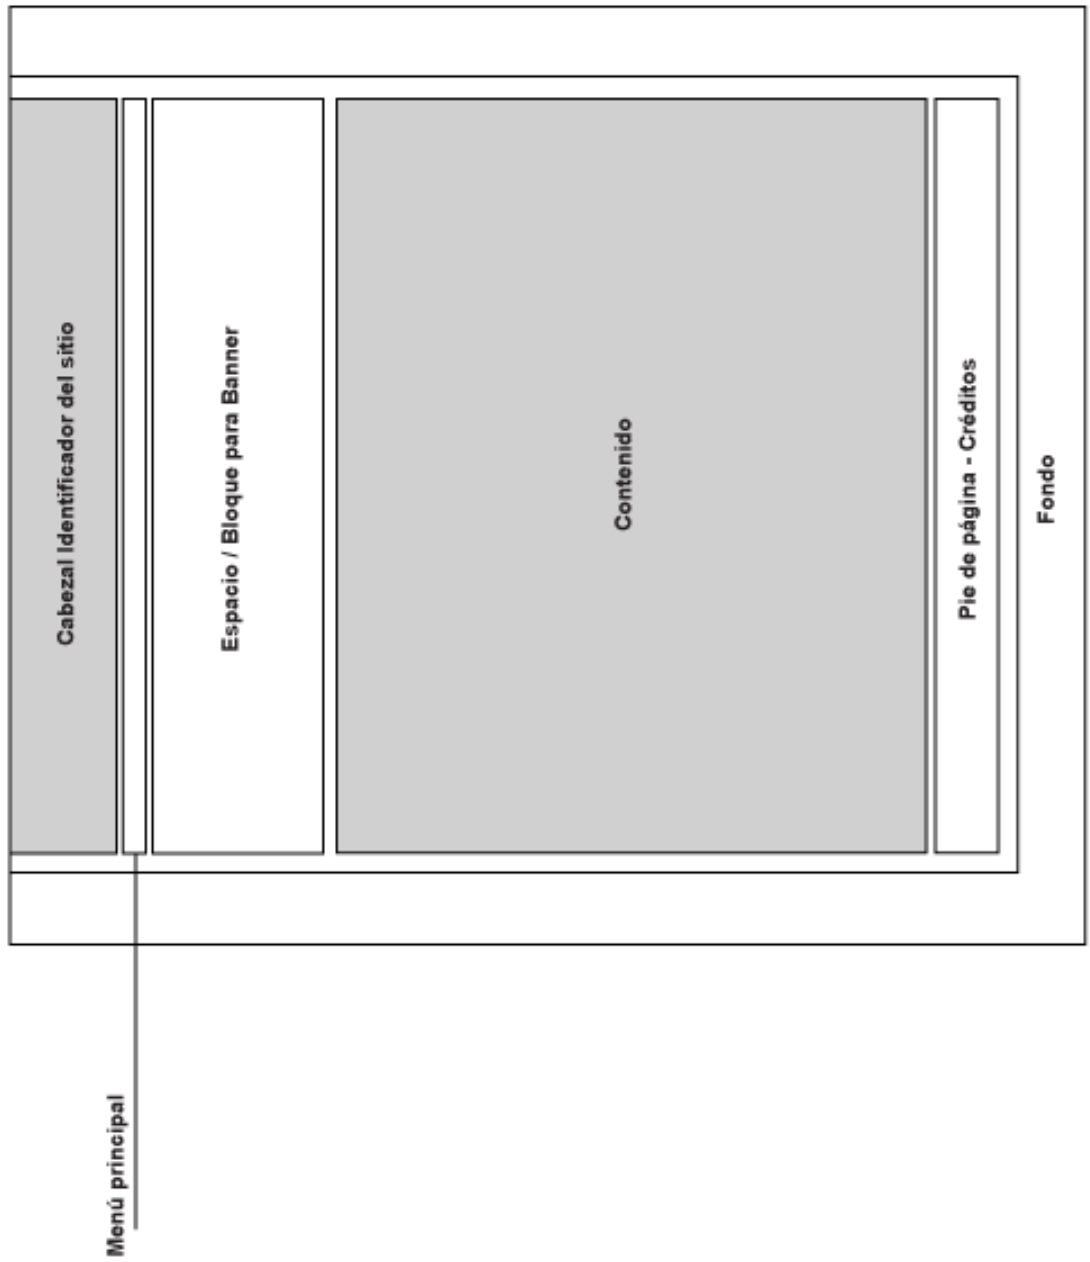 Cabezal Identificador del sitio
Menú principal
Espacio / Bloque para Banner
Contenido
Pie de página - Créditos
Fondo